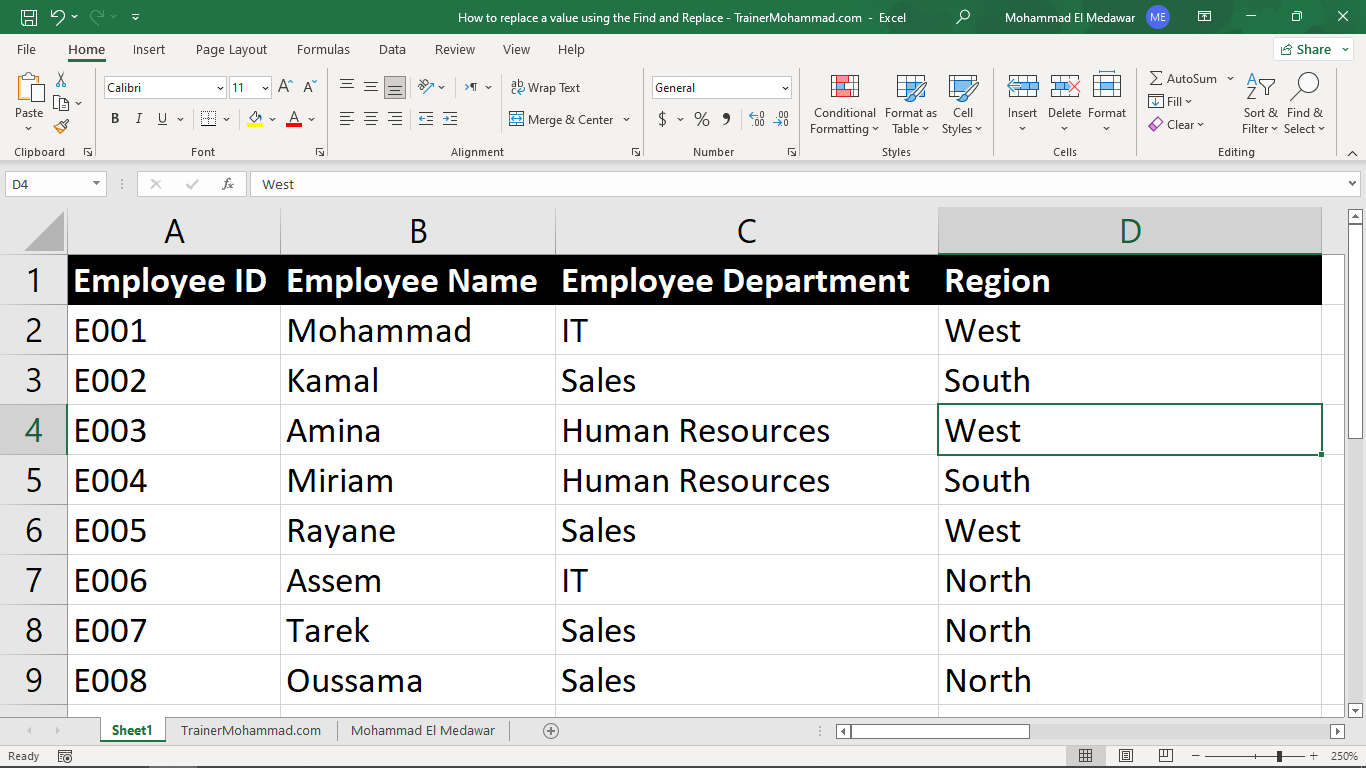 How to replace a value using the Find and Replace - TrainerMohammad.com - Excel
Mohammad El Medawar ME
File Home Insert Page Layout Formulas Data Review View Help Share
Calibri 11 General
Paste
Wrap Text
Merge & Center
B I U A
$ % 9
Conditional Formatting
Format as Table
Cell Styles
Insert Delete Format
AutoSum
Fill
Clear
Sort & Filter
Find & Select
Clipboard Font Alignment Number Styles Cells Editing
D4 fx West
A B C D
1 Employee ID Employee Name Employee Department Region
2 E001 Mohammad IT West
3 E002 Kamal Sales South
4 E003 Amina Human Resources West
5 E004 Miriam Human Resources South
6 E005 Rayane Sales West
7 E006 Assem IT North
8 E007 Tarek Sales North
9 E008 Oussama Sales North
Sheet1 TrainerMohammad.com Mohammad El Medawar
Ready 250%